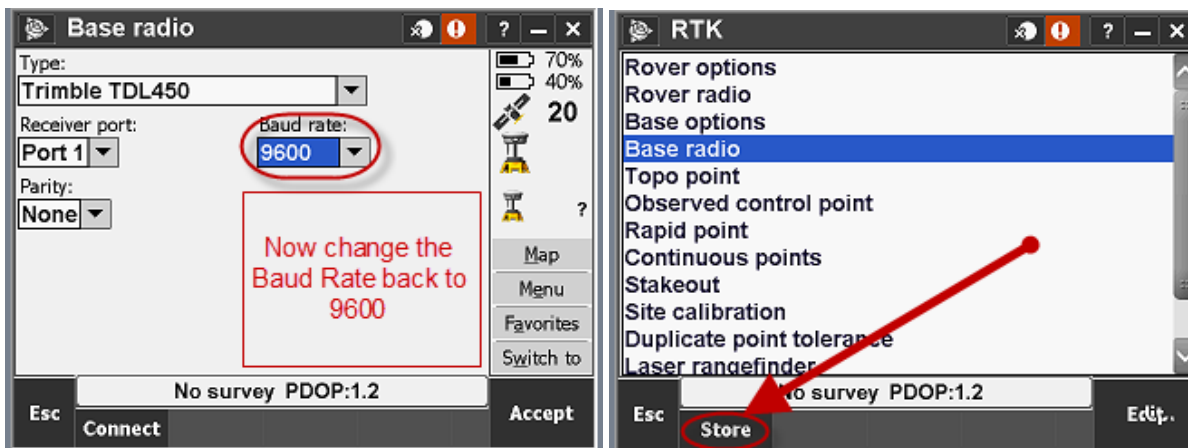 Base radio
? — ×
Type:
Trimble TDL450
Receiver port:
Baud rate:
Port 1
9600
Parity:
None
Now change the
Baud Rate back to
9600
70%
40%
20
?
Map
Menu
Favorites
Switch to
No survey PDOP:1.2
Esc
Connect
Accept
RTK
? — ×
Rover options
Rover radio
Base options
Base radio
Topo point
Observed control point
Rapid point
Continuous points
Stakeout
Site calibration
Duplicate point tolerance
Laser rangefinder
No survey PDOP:1.2
Esc
Store
Edit..